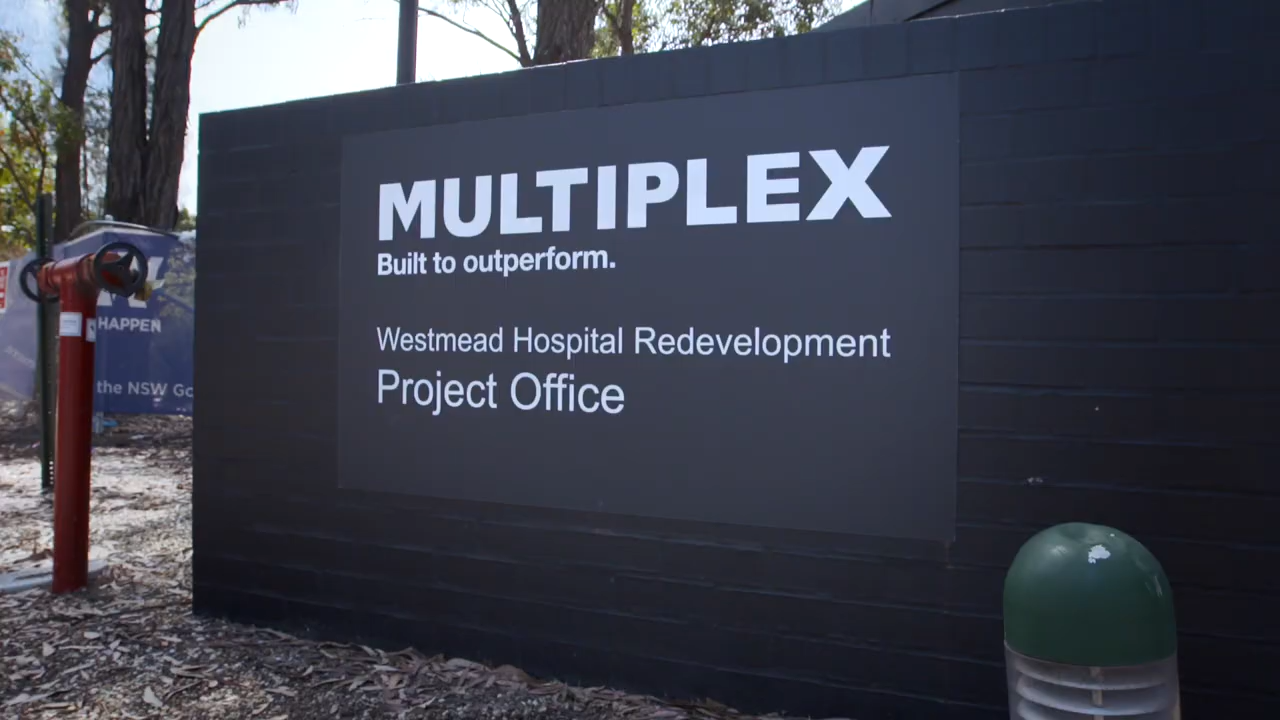 MULTIPLEX
Built to outperform.
Westmead Hospital Redevelopment
Project Office
HAPPEN
the NSW Go